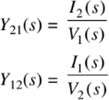 Y₂₁(s) = I₂(s) / V₁(s)
Y₁₂(s) = I₁(s) / V₂(s)